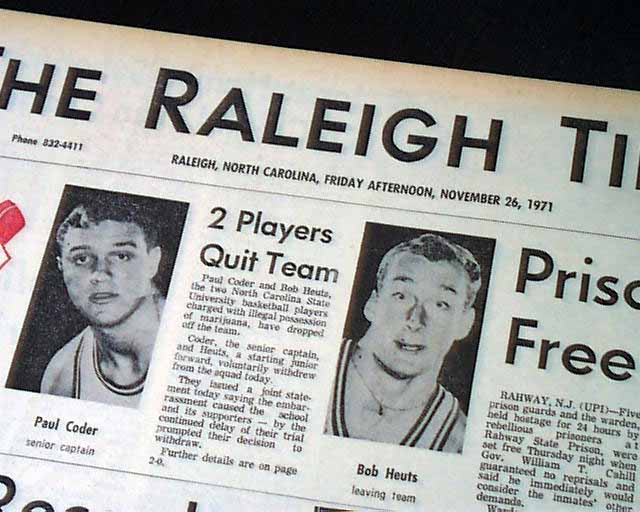 THE RALEIGH TI
Phone 832-4411
RALEIGH, NORTH CAROLINA, FRIDAY AFTERNOON, NOVEMBER 26, 1971
2 Players
Quit Team
Paul Coder and Bob Heuts,
the two North Carolina State
University basketball players
charged with illegal possession
of marijuana, have dropped
off the team.
Coder, the senior captain,
and Heuts, a starting junior
forward, voluntarily withdrew
from the squad today.
They issued a joint state-
ment today saying the embar-
rassment caused the school
and its supporters — by the
continued delay of their trial
prompted their decision to
withdraw.
Further details are on page
2-9.
Paul Coder
senior captain
Bob Heuts
leaving team
Priso
Free
RAHWAY, N.J. (UPI)—Five
prison guards and the warden,
held hostage for 24 hours by
rebellious prisoners at
Rahway State Prison, were
set free Thursday night when
Gov. William T. Cahill
guaranteed no reprisals and
said he immediately would
consider the inmates' other
demands.